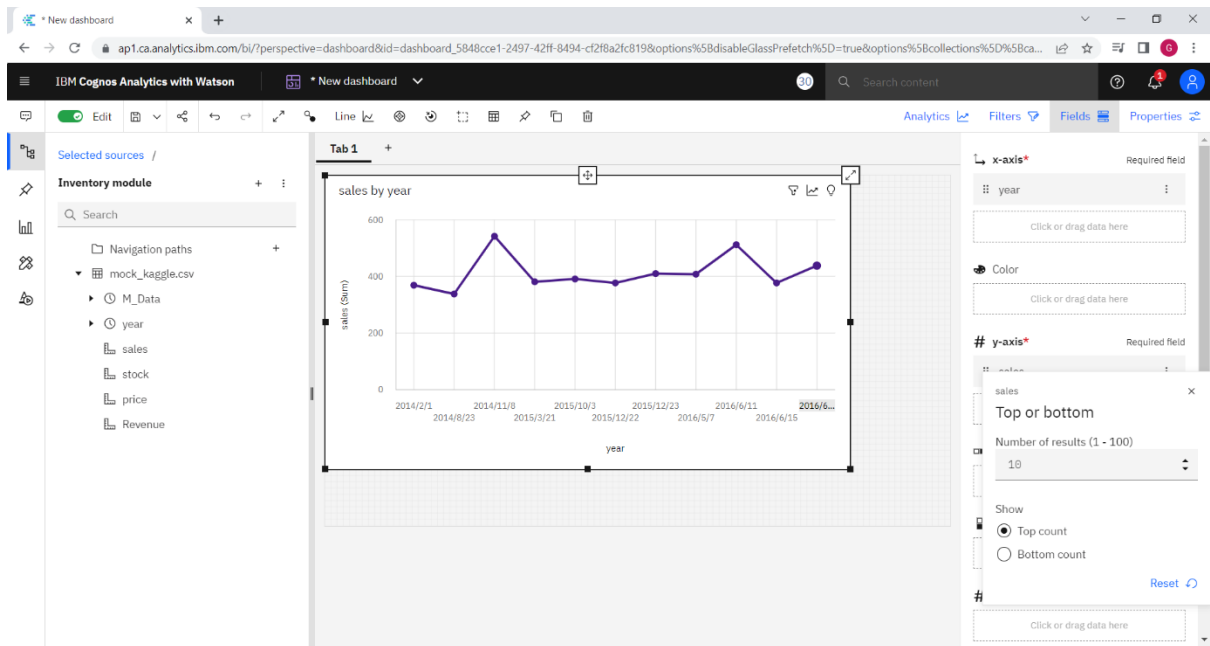 * New dashboard
ap1.ca.analytics.ibm.com/bi/?perspective=dashboard&id=dashboard_5848cce1-2497-42ff-8494-cf2f8a2fc819&options%5BdisableGlassPrefetch%5D=true&options%5Bcollections%5D%5Bca...
G
IBM Cognos Analytics with Watson
* New dashboard
30
Search content
1
Edit
Line
Analytics
Filters
Fields
Properties
Selected sources /
Inventory module
Search
Navigation paths
mock_kaggle.csv
M_Data
year
sales
stock
price
Revenue
Tab 1
sales by year
600
400
200
0
sales (Sum)
2014/2/1 2014/11/8 2015/10/3 2015/12/23 2016/6/11 2016/6...
2014/8/23 2015/3/21 2015/12/22 2016/5/7 2016/6/15
year
x-axis* Required field
year
Click or drag data here
Color
Click or drag data here
# y-axis* Required field
sales
Top or bottom
Number of results (1 - 100)
10
Show
Top count
Bottom count
Reset
#
Click or drag data here